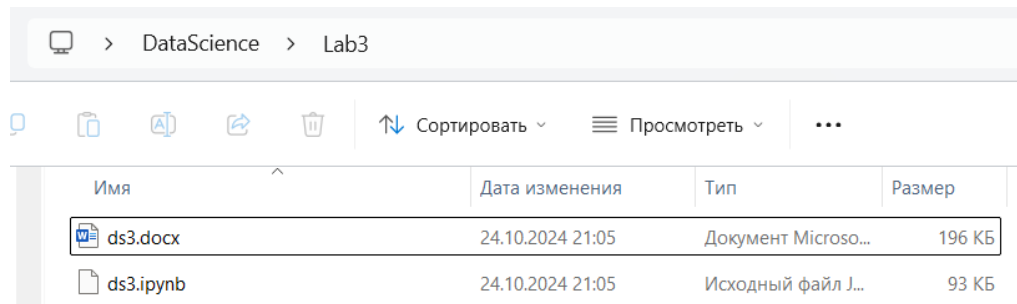 > DataScience > Lab3
Сортировать Просмотреть ...
Имя Дата изменения Тип Размер
ds3.docx 24.10.2024 21:05 Документ Microso... 196 КБ
ds3.ipynb 24.10.2024 21:05 Исходный файл J... 93 КБ